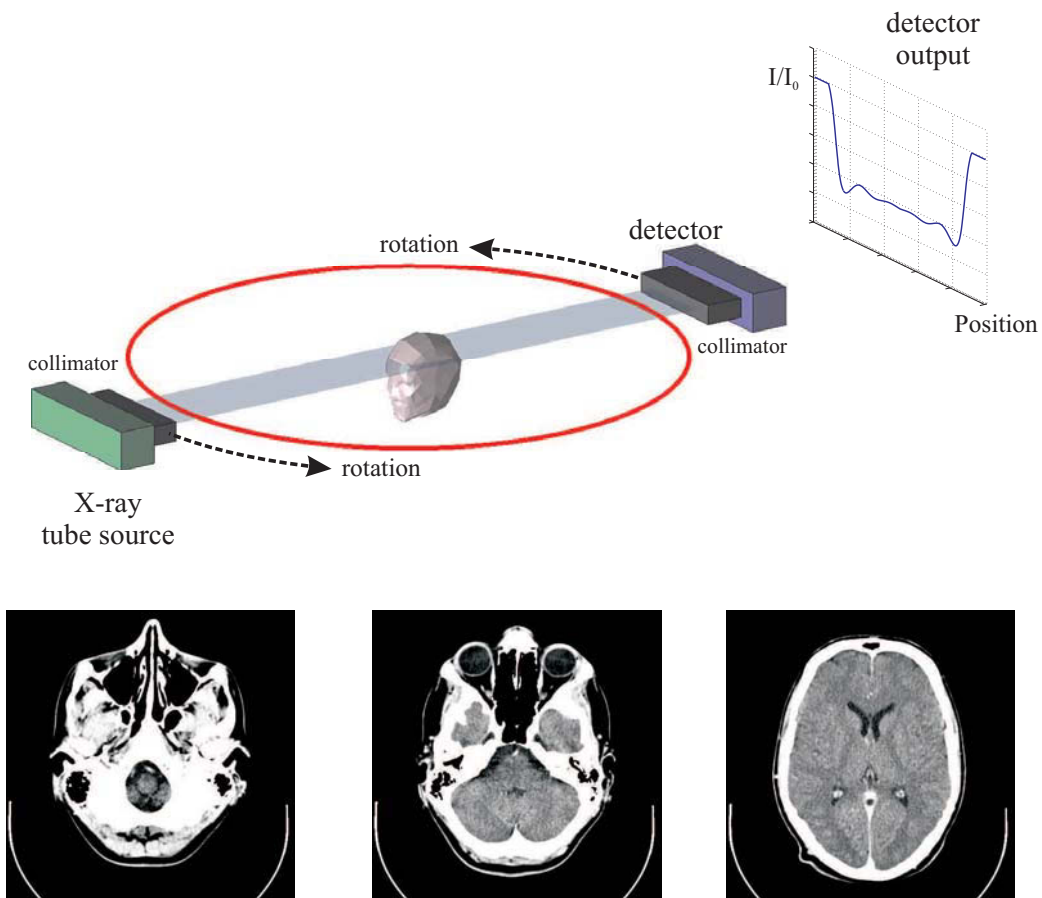 detector
output
I/I₀
Position
rotation
detector
collimator
collimator
rotation
X-ray
tube source